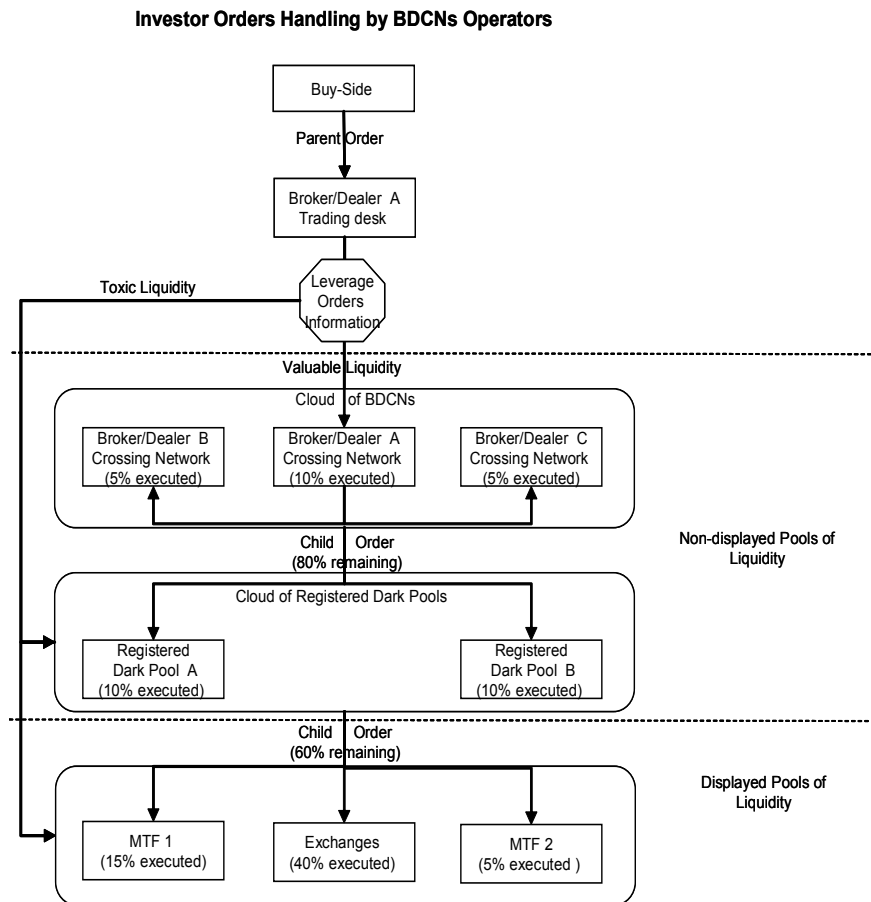 Investor Orders Handling by BDCNs Operators
Buy-Side
Parent Order
Broker/Dealer A
Trading desk
Toxic Liquidity
Leverage
Orders
Information
Valuable Liquidity
Cloud of BDCNs
Broker/Dealer B
Crossing Network
(5% executed)
Broker/Dealer A
Crossing Network
(10% executed)
Broker/Dealer C
Crossing Network
(5% executed)
Child Order
(80% remaining)
Non-displayed Pools of
Liquidity
Cloud of Registered Dark Pools
Registered
Dark Pool A
(10% executed)
Registered
Dark Pool B
(10% executed)
Child Order
(60% remaining)
Displayed Pools of
Liquidity
MTF 1
(15% executed)
Exchanges
(40% executed)
MTF 2
(5% executed )